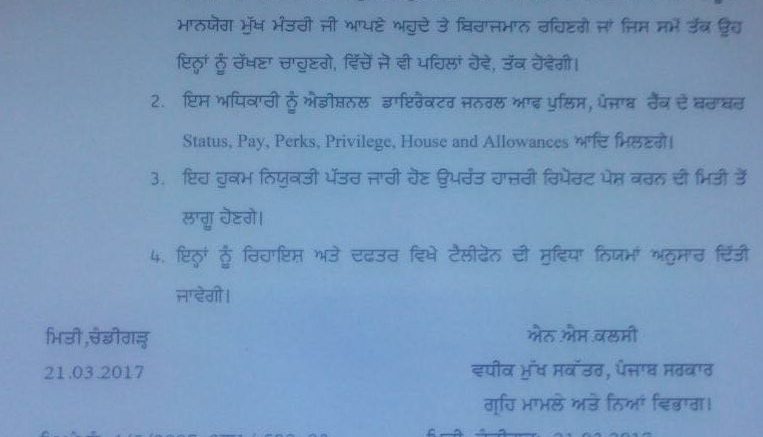 ਮਾਨਯੋਗ ਮੁੱਖ ਮੰਤਰੀ ਜੀ ਆਪਣੇ ਅਹੁਦੇ ਤੇ ਬਿਰਾਜਮਾਨ ਰਹਿਣਗੇ ਜਾਂ ਜਿਸ ਸਮੇਂ ਤੱਕ ਉਹ
ਇਨ੍ਹਾਂ ਨੂੰ ਰੱਖਣਾ ਚਾਹੁਣਗੇ, ਵਿੱਚੋਂ ਜੋ ਵੀ ਪਹਿਲਾਂ ਹੋਵੇ, ਤੱਕ ਹੋਵੇਗੀ।
2. ਇਸ ਅਧਿਕਾਰੀ ਨੂੰ ਐਡੀਸ਼ਨਲ ਡਾਇਰੈਕਟਰ ਜਨਰਲ ਆਫ ਪੁਲਿਸ, ਪੰਜਾਬ ਰੈਂਕ ਦੇ ਬਰਾਬਰ
Status, Pay, Perks, Privilege, House and Allowances ਆਦਿ ਮਿਲਣਗੇ।
3. ਇਹ ਹੁਕਮ ਨਿਯੁਕਤੀ ਪੱਤਰ ਜਾਰੀ ਹੋਣ ਉਪਰੰਤ ਹਾਜ਼ਰੀ ਰਿਪੋਰਟ ਪੇਸ਼ ਕਰਨ ਦੀ ਮਿਤੀ ਤੋਂ
ਲਾਗੂ ਹੋਣਗੇ।
4. ਇਨ੍ਹਾਂ ਨੂੰ ਰਿਹਾਇਸ਼ ਅਤੇ ਦਫਤਰ ਵਿਖੇ ਟੈਲੀਫੋਨ ਦੀ ਸੁਵਿਧਾ ਨਿਯਮਾਂ ਅਨੁਸਾਰ ਦਿੱਤੀ
ਜਾਵੇਗੀ।
ਮਿਤੀ,ਚੰਡੀਗੜ੍ਹ
21.03.2017
ਐਨ.ਐਸ.ਕਲਸੀ
ਵਧੀਕ ਮੁੱਖ ਸਕੱਤਰ, ਪੰਜਾਬ ਸਰਕਾਰ
ਗ੍ਰਹਿ ਮਾਮਲੇ ਅਤੇ ਨਿਆਂ ਵਿਭਾਗ।